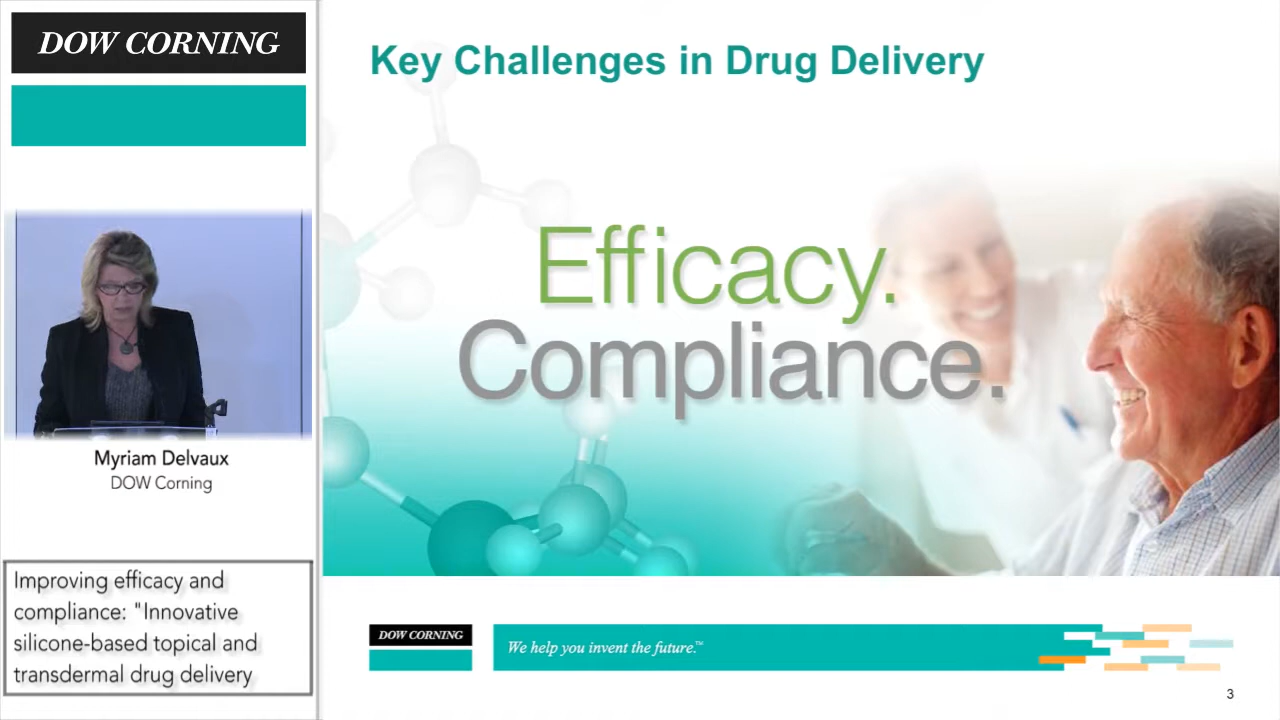 DOW CORNING
Key Challenges in Drug Delivery
Efficacy.
Compliance.
Myriam Delvaux
DOW Corning
Improving efficacy and
compliance: "Innovative
silicone-based topical and
transdermal drug delivery
DOW CORNING
We help you invent the future.™
3